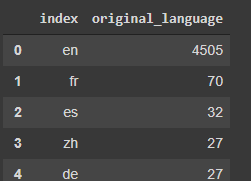 index original_language
0 en 4505
1 fr 70
2 es 32
3 zh 27
4 de 27